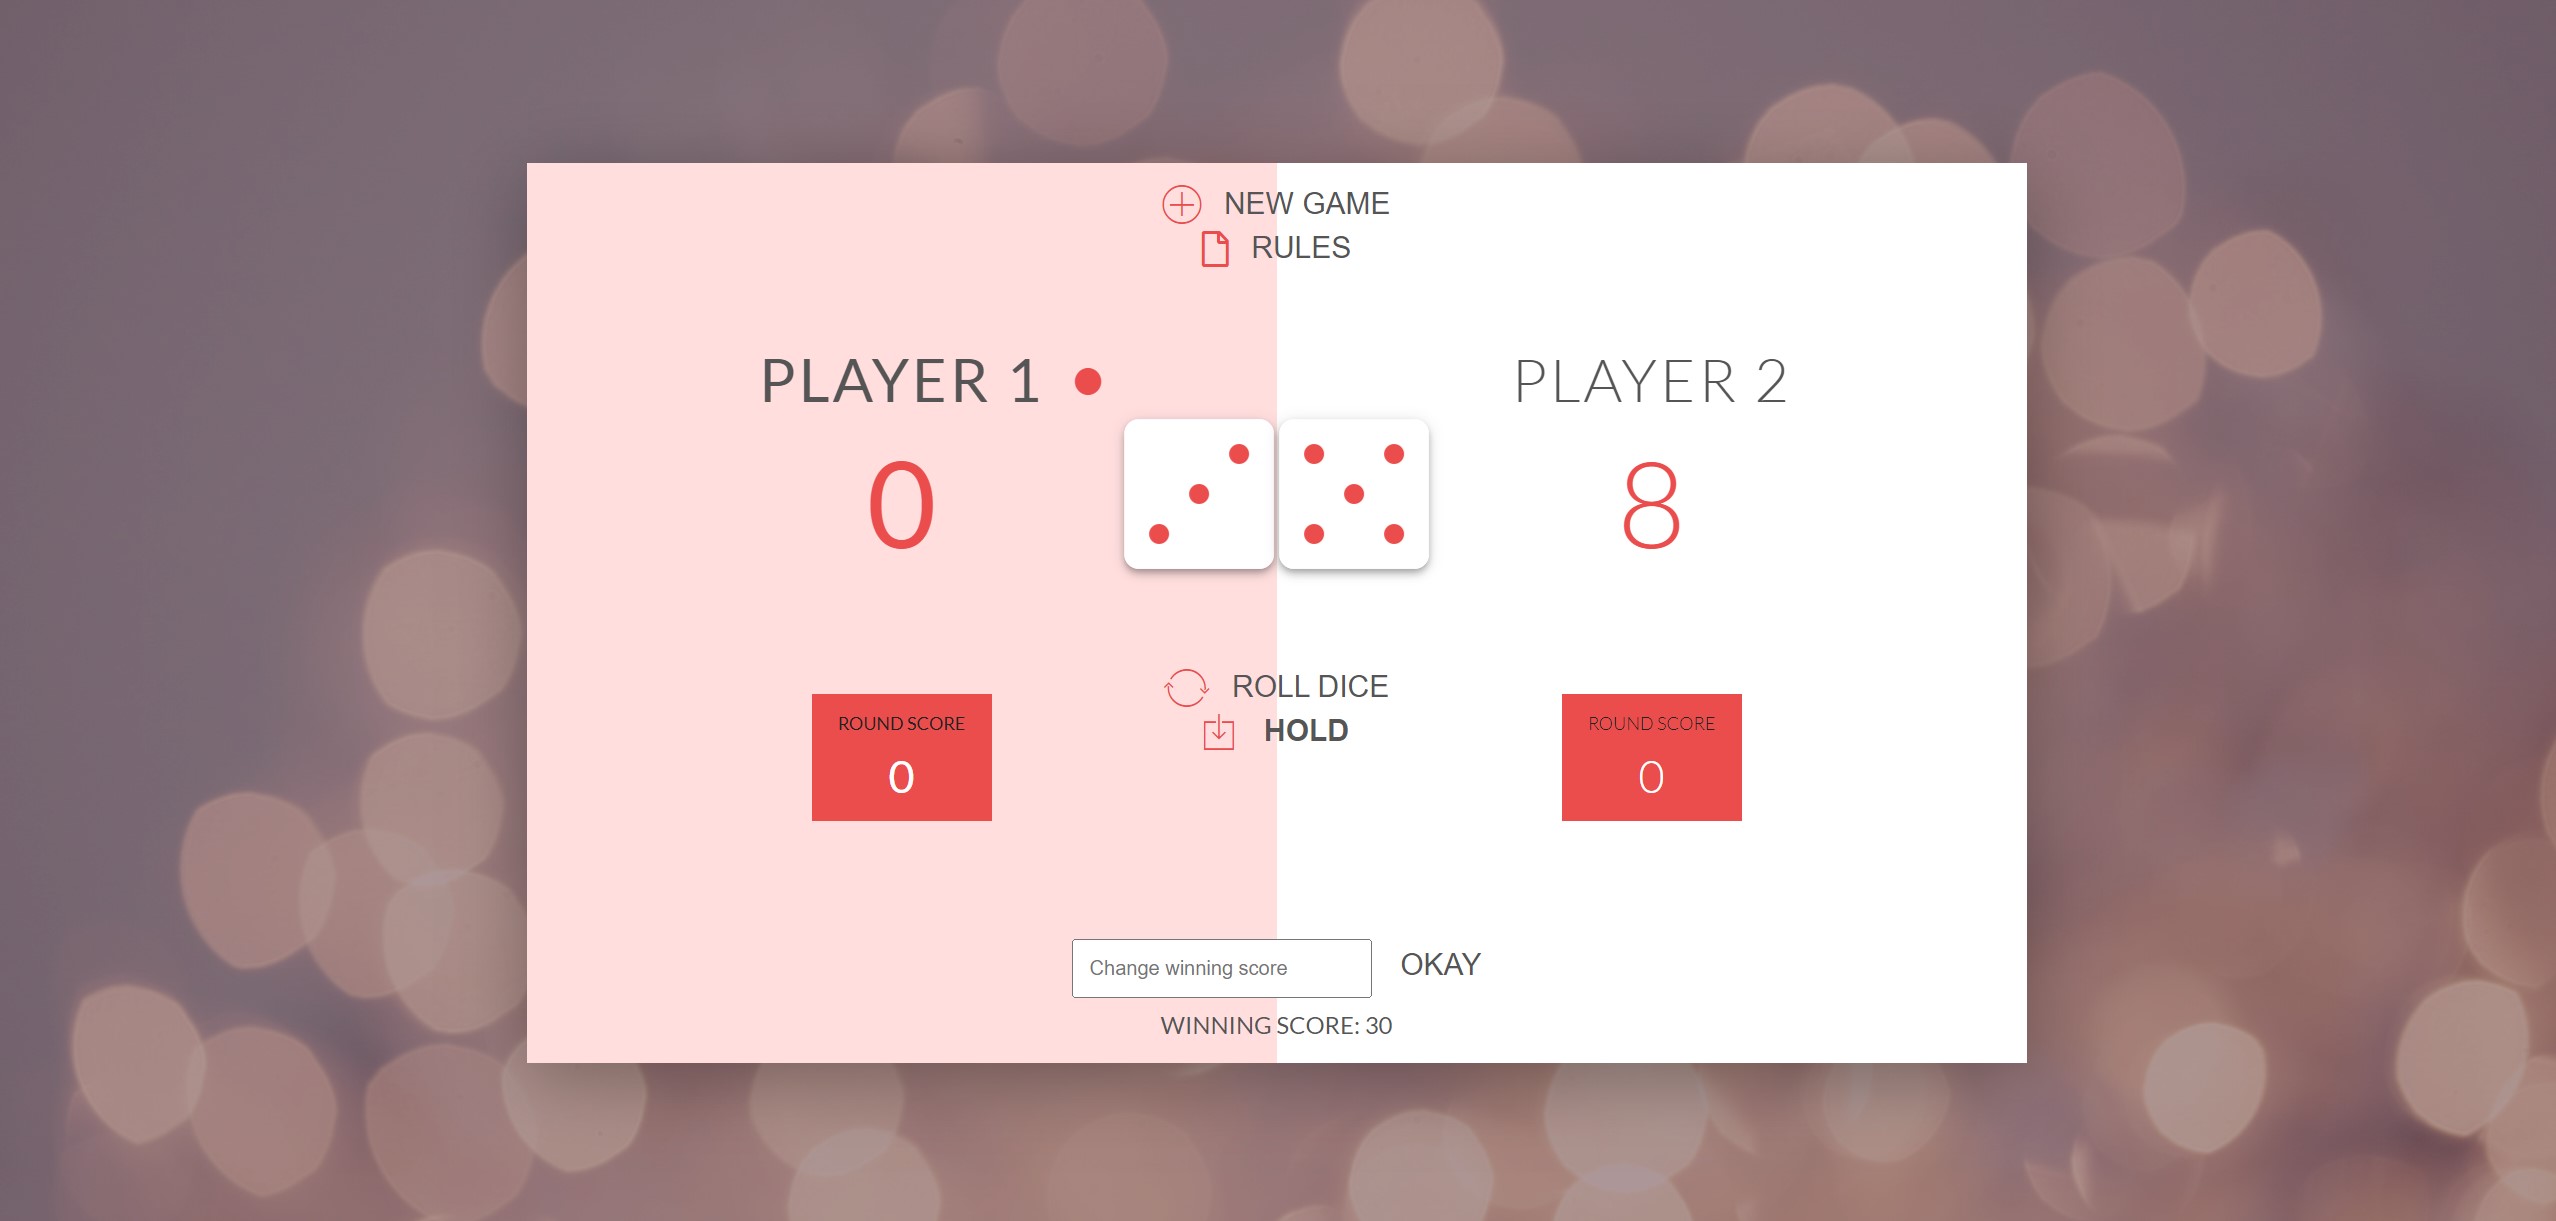 NEW GAME
RULES
PLAYER 1
0
ROUND SCORE
0
PLAYER 2
8
ROUND SCORE
0
ROLL DICE
HOLD
Change winning score
OKAY
WINNING SCORE: 30